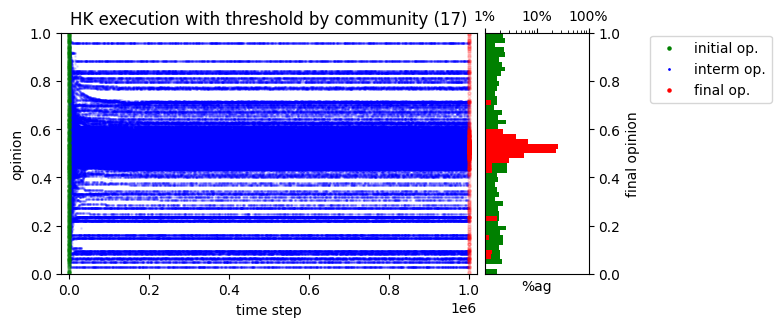 HK execution with threshold by community (17)
1% 10% 100%
1.0 1.0
0.8 0.8
0.6 0.6
0.4 0.4
0.2 0.2
0.0 0.0
opinion
final opinion
0.0 0.2 0.4 0.6 0.8 1.0
1e6
time step
%ag
initial op.
interm op.
final op.